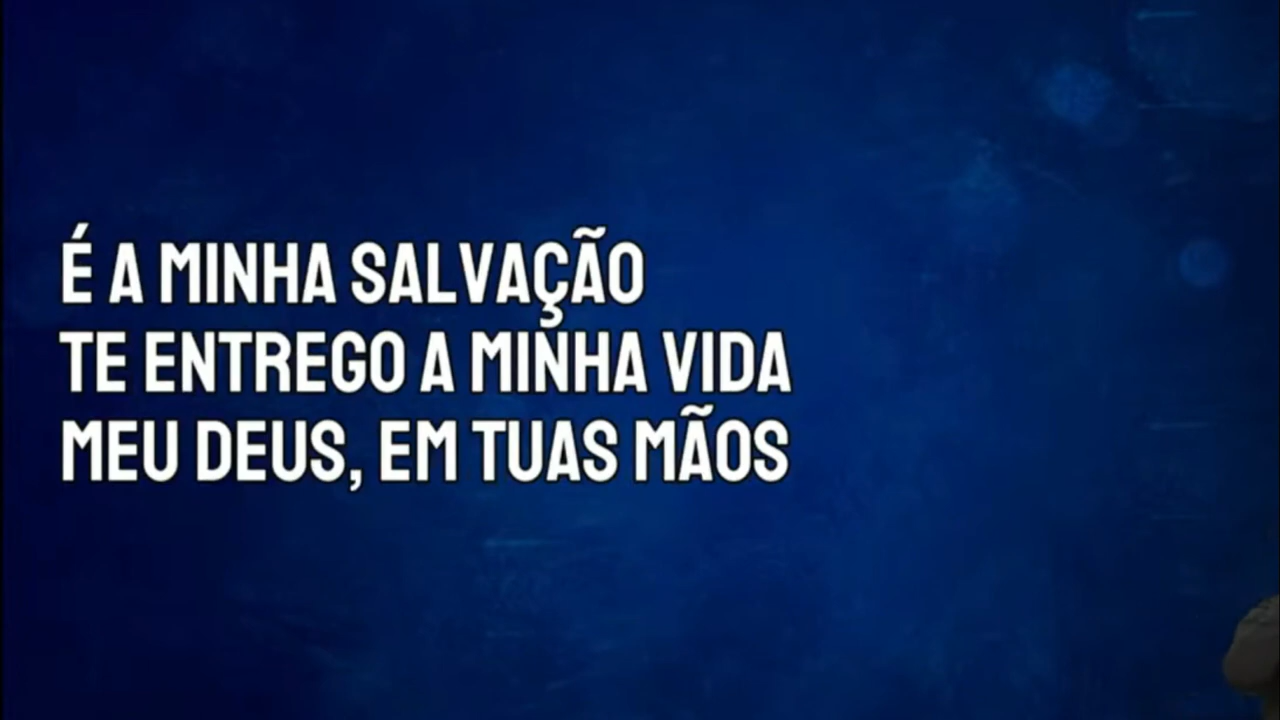 É A MINHA SALVAÇÃO
TE ENTREGO A MINHA VIDA
MEU DEUS, EM TUAS MÃOS